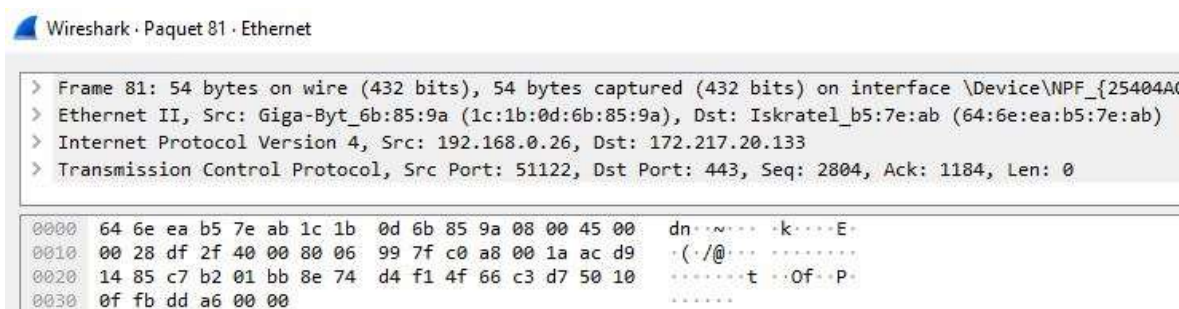 Wireshark · Paquet 81 · Ethernet
> Frame 81: 54 bytes on wire (432 bits), 54 bytes captured (432 bits) on interface \Device\NPF_{25404A
> Ethernet II, Src: Giga-Byt_6b:85:9a (1c:1b:0d:6b:85:9a), Dst: Iskratel_b5:7e:ab (64:6e:ea:b5:7e:ab)
> Internet Protocol Version 4, Src: 192.168.0.26, Dst: 172.217.20.133
> Transmission Control Protocol, Src Port: 51122, Dst Port: 443, Seq: 2804, Ack: 1184, Len: 0
0000 64 6e ea b5 7e ab 1c 1b 0d 6b 85 9a 08 00 45 00 dn··~··· ·k····E·
0010 00 28 df 2f 40 00 80 06 99 7f c0 a8 00 1a ac d9 ·(·/@··· ········
0020 14 85 c7 b2 01 bb 8e 74 d4 f1 4f 66 c3 d7 50 10 ·······t ··Of··P·
0030 0f fb dd a6 00 00 ······